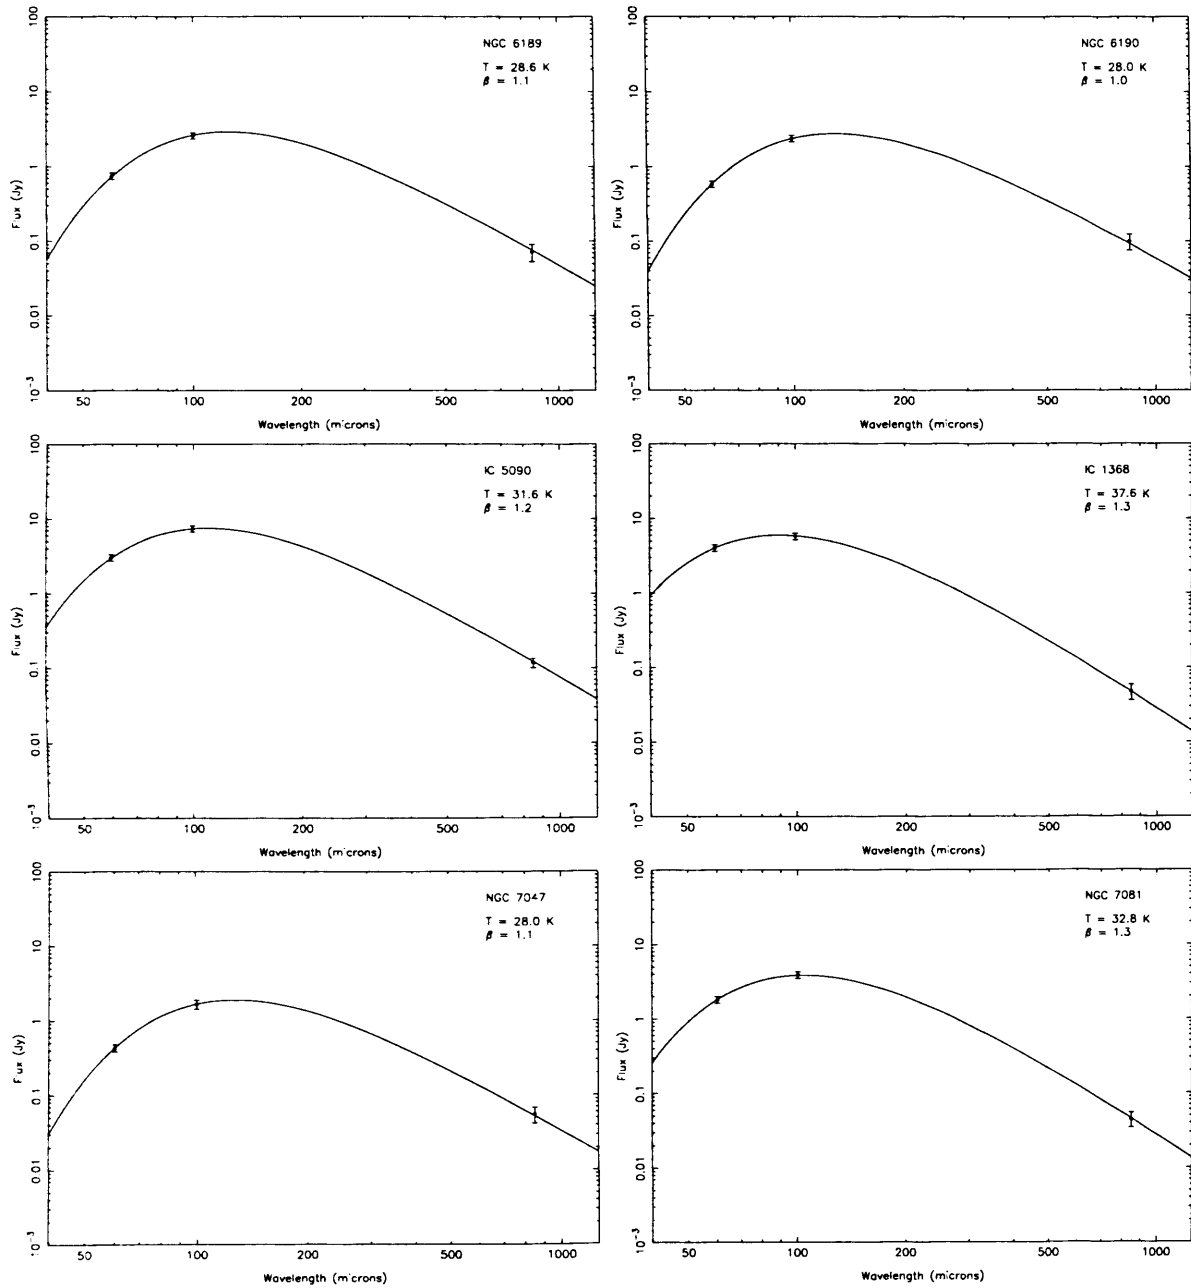 NGC 6189
T = 28.6 K
β = 1.1
100
10
1
0.1
0.01
10⁻³
Flux (Jy)
50
100
200
500
1000
Wavelength (microns)
NGC 6190
T = 28.0 K
β = 1.0
100
10
1
0.1
0.01
10⁻³
Flux (Jy)
50
100
200
500
1000
Wavelength (microns)
IC 5090
T = 31.6 K
β = 1.2
100
10
1
0.1
0.01
10⁻³
Flux (Jy)
50
100
200
500
1000
Wavelength (microns)
IC 1368
T = 37.6 K
β = 1.3
100
10
1
0.1
0.01
10⁻³
Flux (Jy)
50
100
200
500
1000
Wavelength (microns)
NGC 7047
T = 28.0 K
β = 1.1
100
10
1
0.1
0.01
10⁻³
Flux (Jy)
50
100
200
500
1000
Wavelength (microns)
NGC 7081
T = 32.8 K
β = 1.3
100
10
1
0.1
0.01
10⁻³
Flux (Jy)
50
100
200
500
1000
Wavelength (microns)